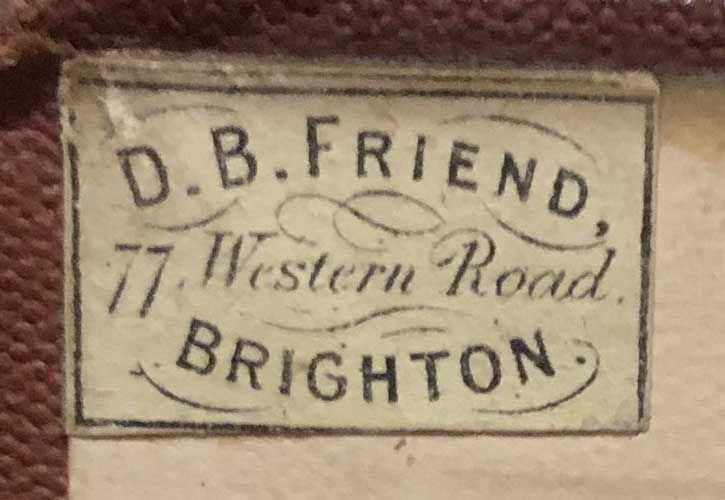 D. B. FRIEND,
77, Western Road.
BRIGHTON.